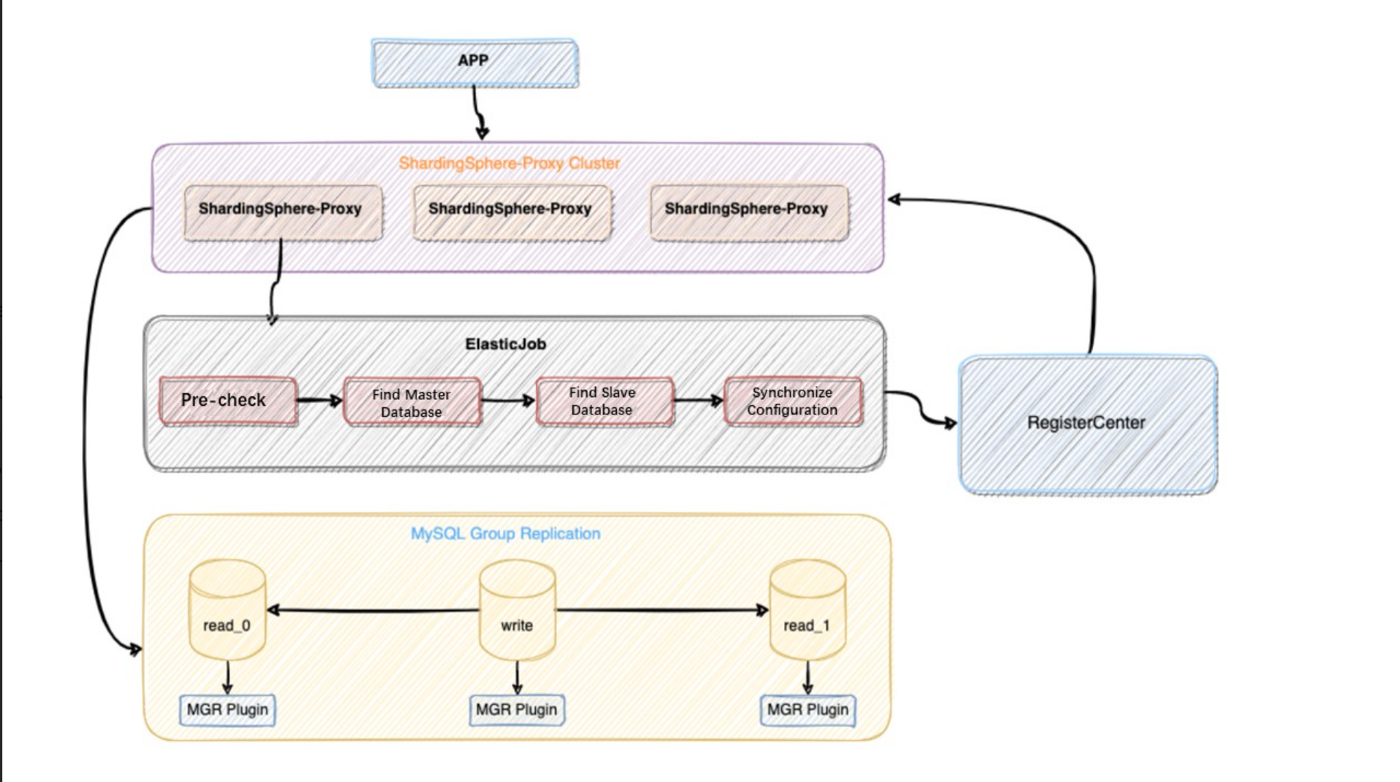 APP
ShardingSphere-Proxy Cluster
ShardingSphere-Proxy
ShardingSphere-Proxy
ShardingSphere-Proxy
ElasticJob
Pre-check
Find Master
Database
Find Slave
Database
Synchronize
Configuration
RegisterCenter
MySQL Group Replication
read_0
write
read_1
MGR Plugin
MGR Plugin
MGR Plugin